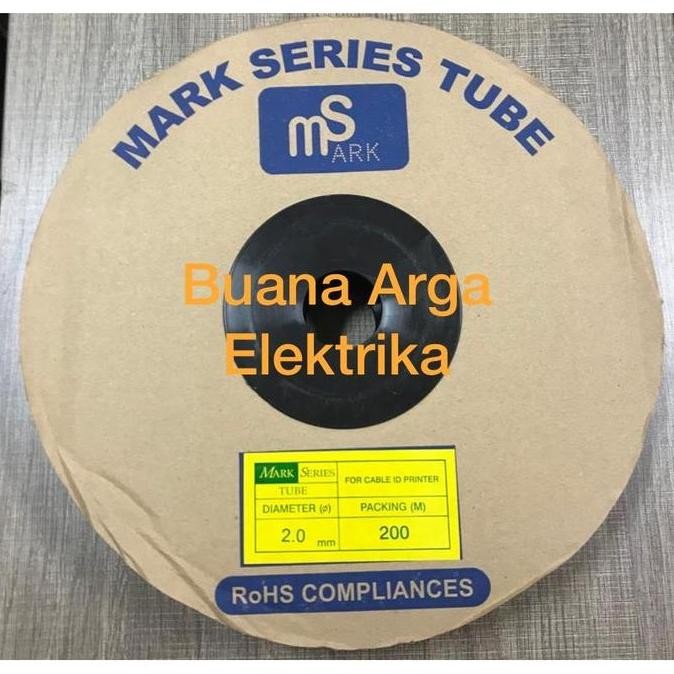 MARK SERIES TUBE
mS
ARK
Buana Arga
Elektrika
MARK SERIES
TUBE
FOR CABLE ID PRINTER
DIAMETER (ø)
PACKING (M)
2.0 mm
200
RoHS COMPLIANCES